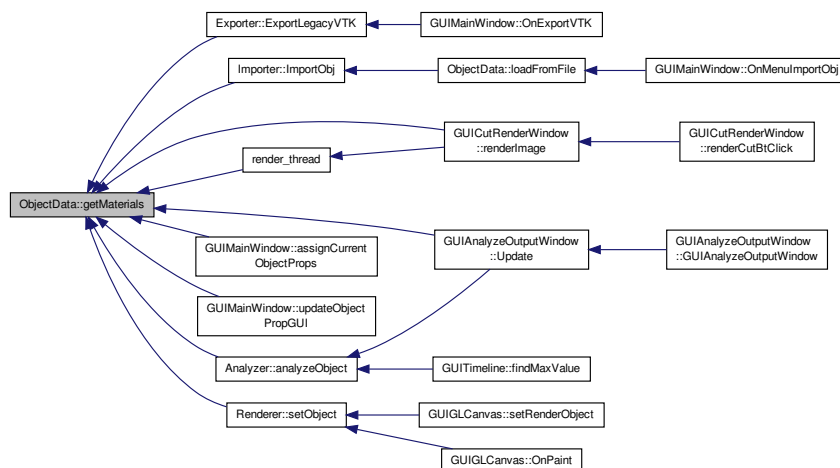 Exporter::ExportLegacyVTK
GUIMainWindow::OnExportVTK
Importer::ImportObj
ObjectData::loadFromFile
GUIMainWindow::OnMenuImportObj
GUICutRenderWindow
::renderImage
GUICutRenderWindow
::renderCutBtClick
render_thread
ObjectData::getMaterials
GUIMainWindow::assignCurrent
ObjectProps
GUIAnalyzeOutputWindow
::Update
GUIAnalyzeOutputWindow
::GUIAnalyzeOutputWindow
GUIMainWindow::updateObject
PropGUI
Analyzer::analyzeObject
GUITimeline::findMaxValue
Renderer::setObject
GUIGLCanvas::setRenderObject
GUIGLCanvas::OnPaint